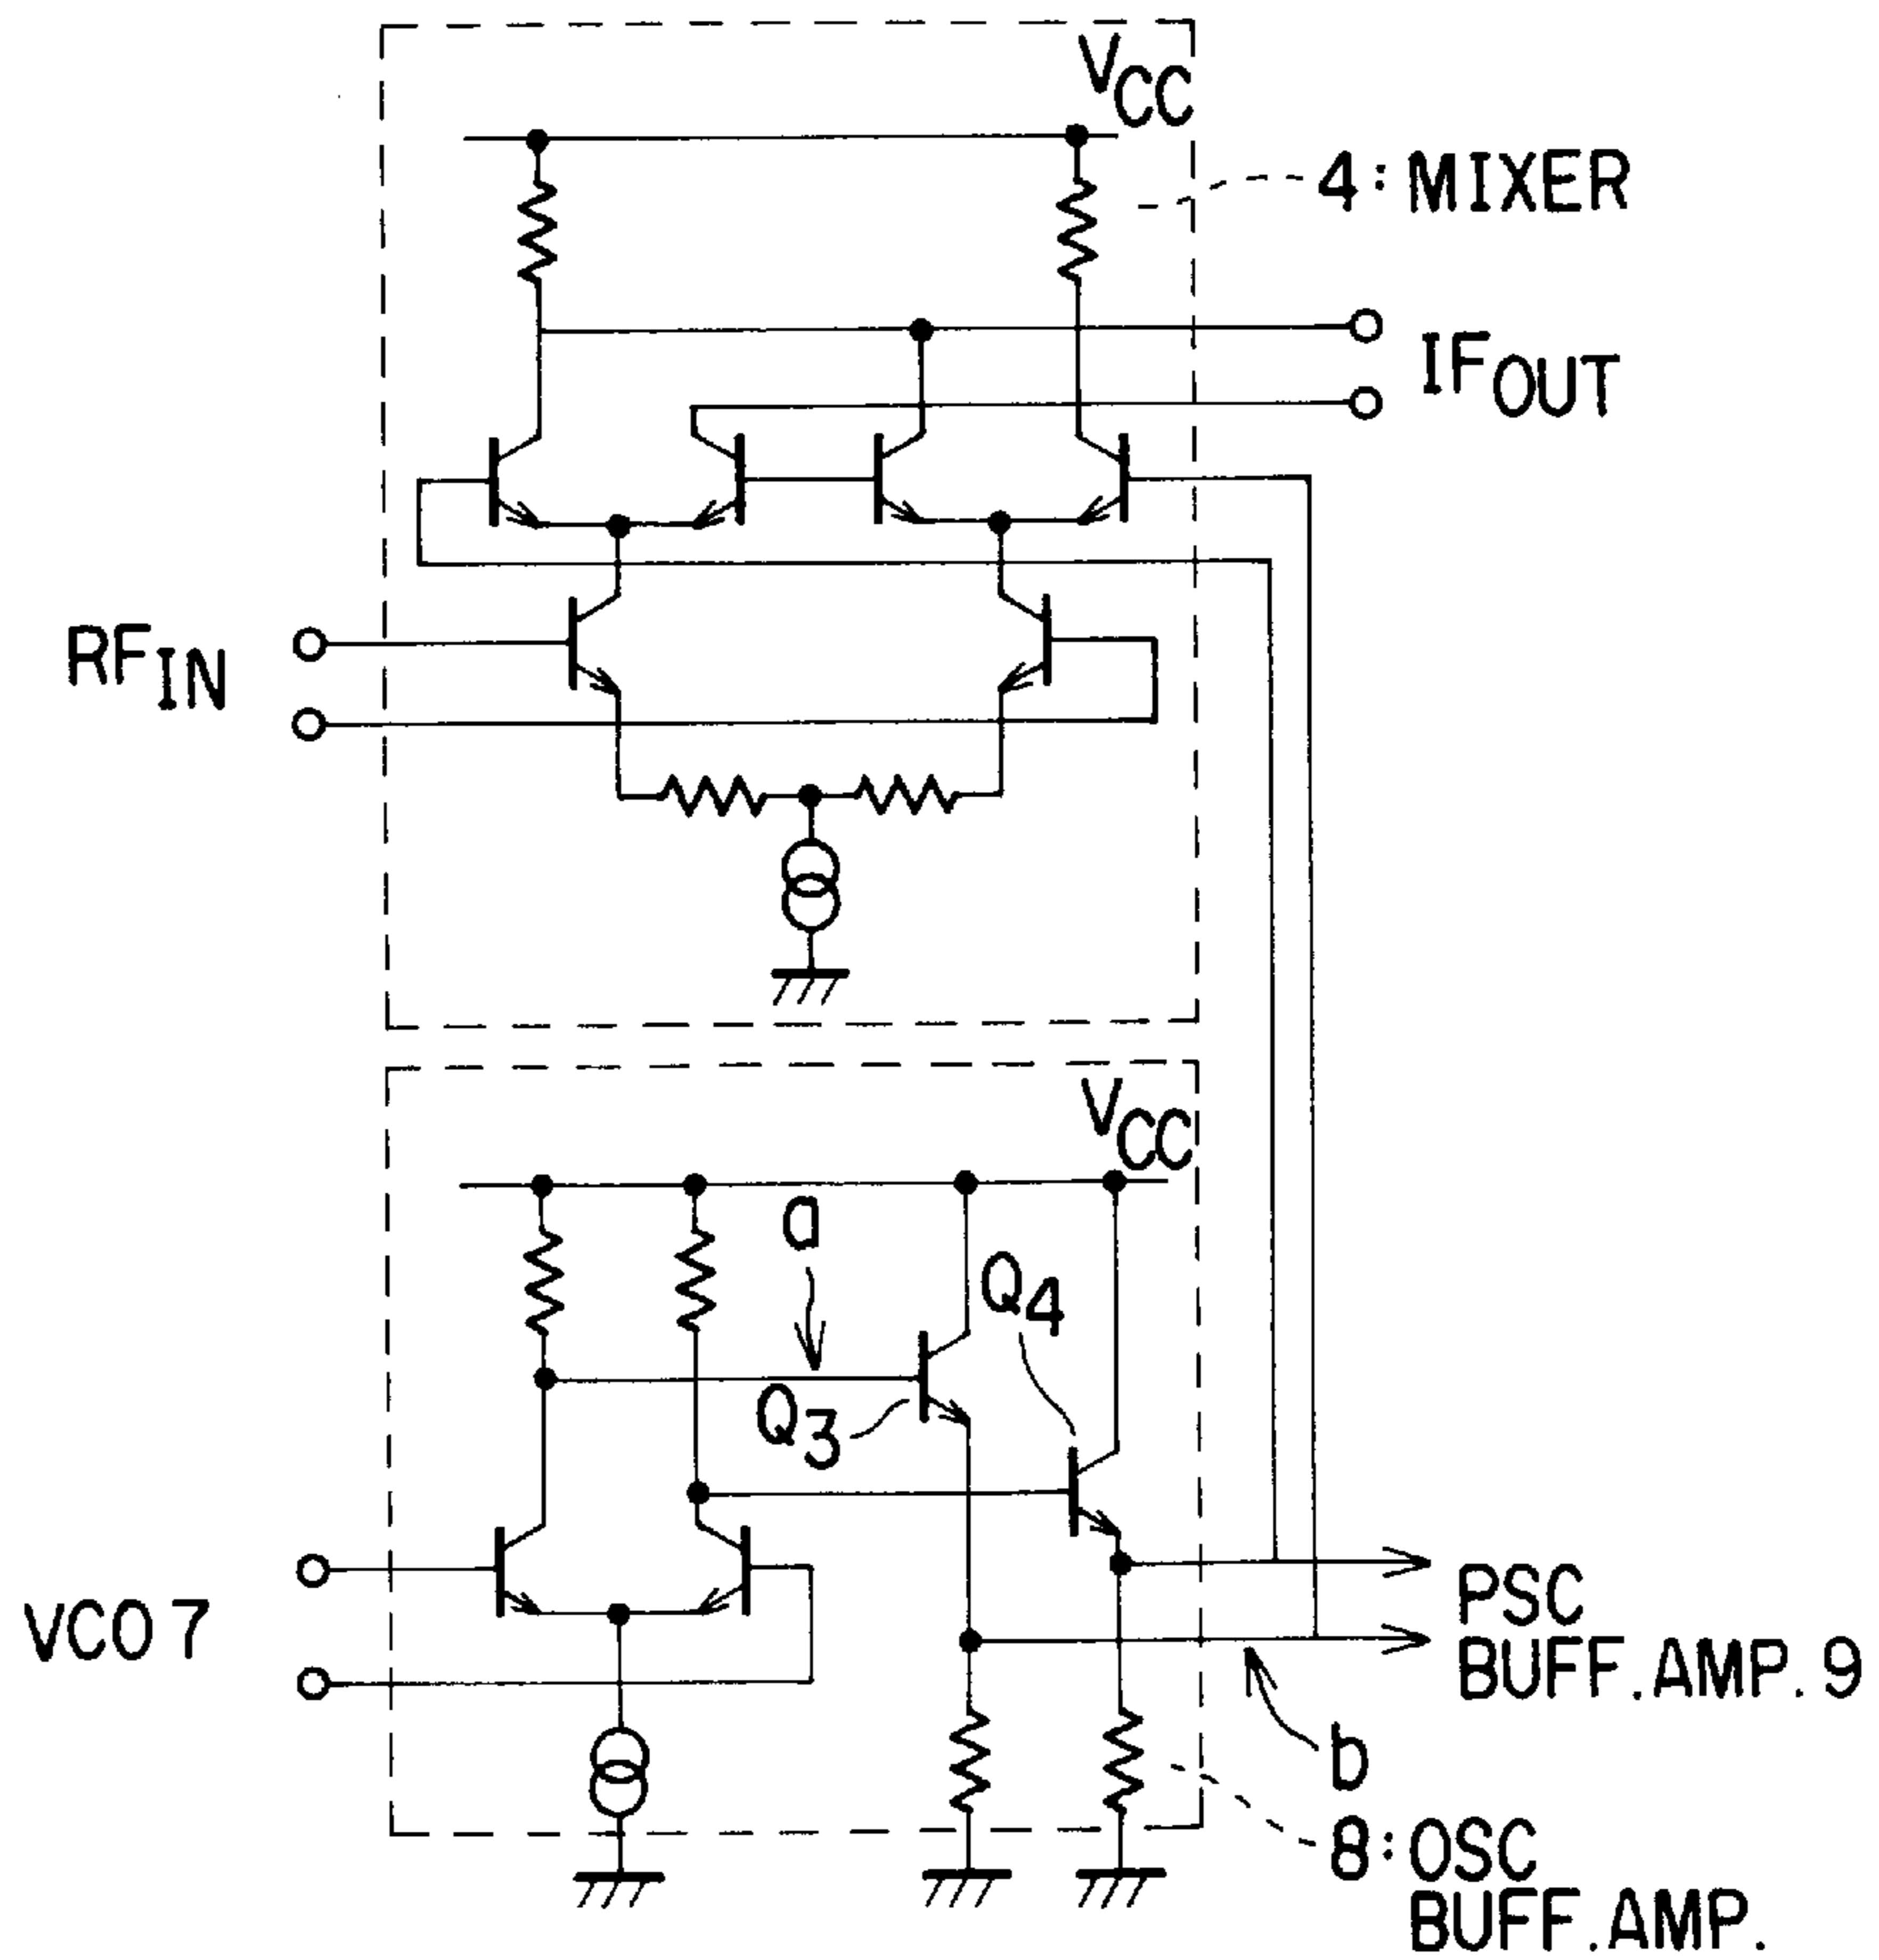 VCC
4:MIXER
IFOUT
RFIN
VCC
a
Q4
Q3
PSC
BUFF.AMP.9
VCO 7
b
8:OSC
BUFF.AMP.